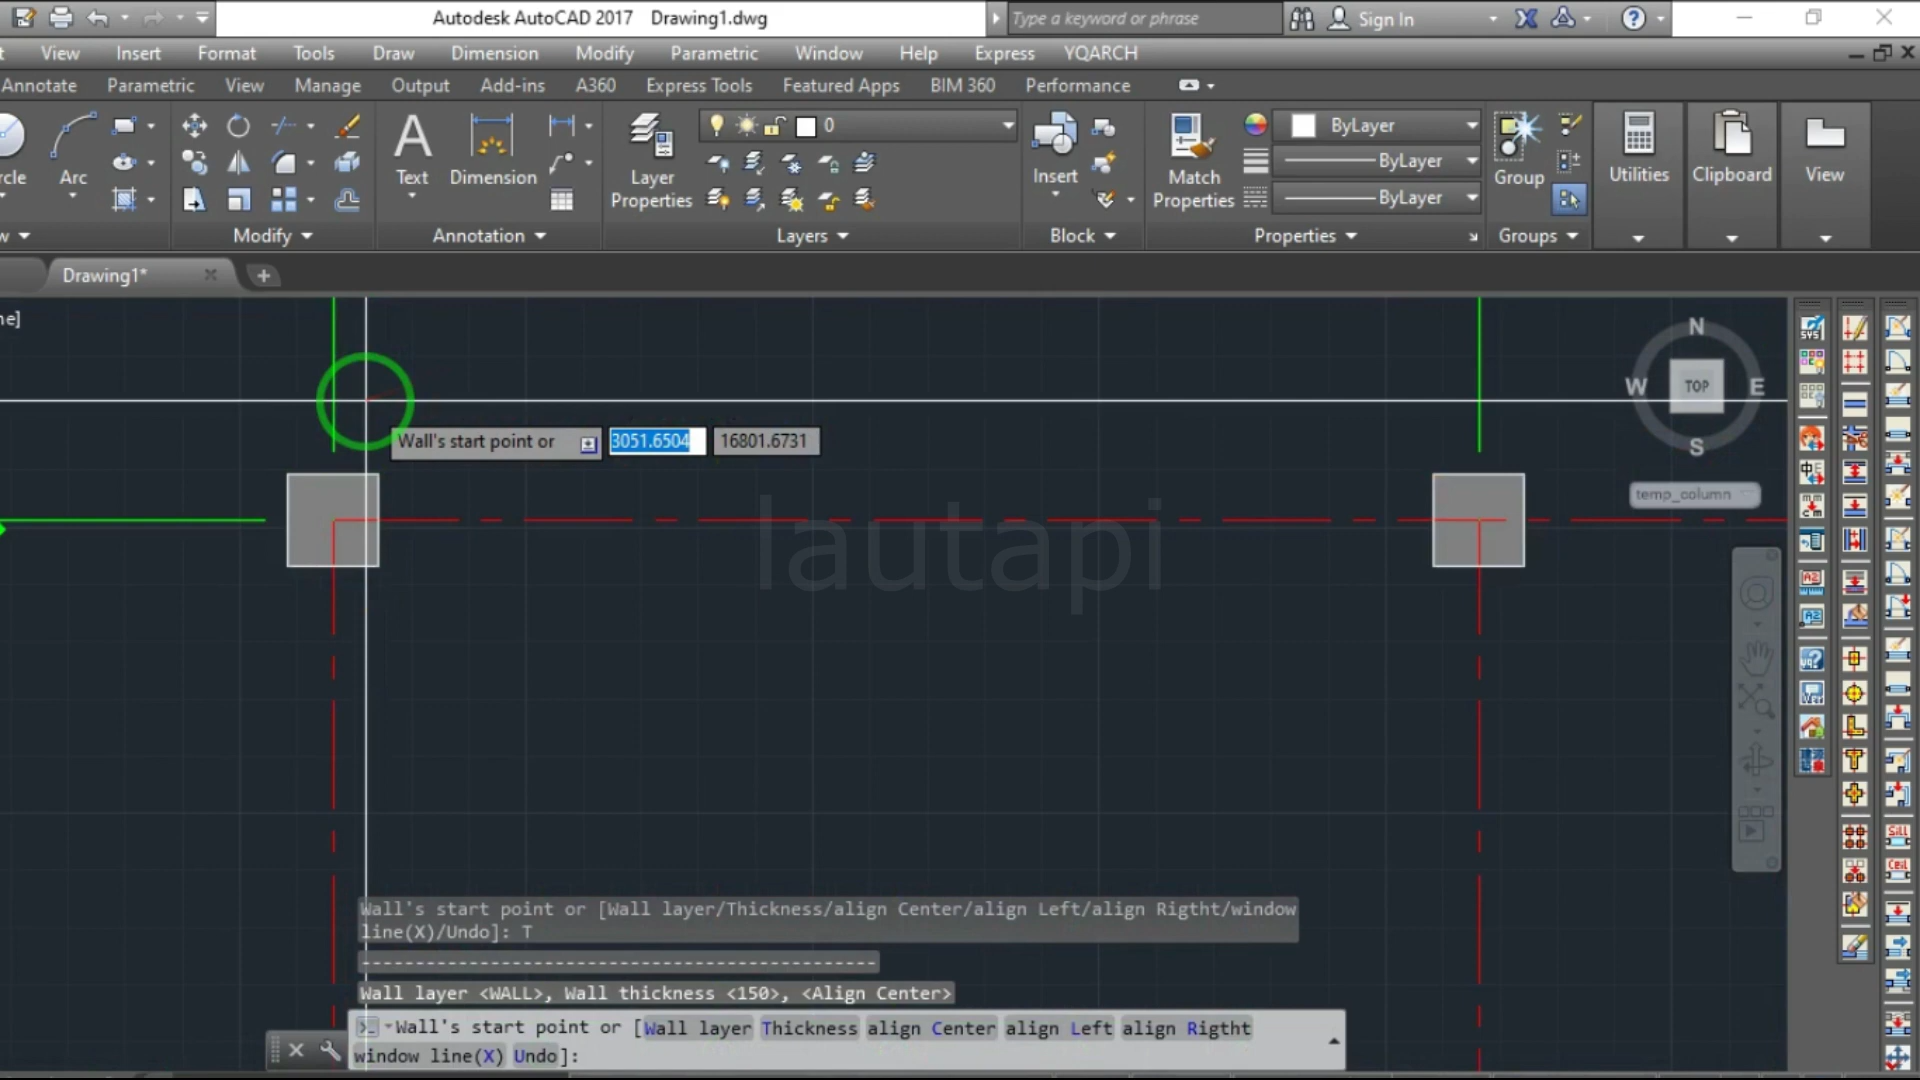 Autodesk AutoCAD 2017 Drawing1.dwg
Type a keyword or phrase
Sign In
View Insert Format Tools Draw Dimension Modify Parametric Window Help Express YQARCH
Annotate Parametric View Manage Output Add-ins A360 Express Tools Featured Apps BIM 360 Performance
0
ByLayer
ByLayer
ByLayer
rcle
Arc
Text
Dimension
Layer
Properties
Insert
Match
Properties
Group
Utilities
Clipboard
View
w
Modify
Annotation
Layers
Block
Properties
Groups
Drawing1*
ne]
N
W
TOP
E
S
temp_column
Wall's start point or 3051.6504 16801.6731
lautapi
Wall's start point or [Wall layer/Thickness/align Center/align Left/align Rigtht/window
line(X)/Undo]: T
-----------------------------------------------
Wall layer <WALL>, Wall thickness <150>, <Align Center>
Wall's start point or [Wall layer Thickness align Center align Left align Rigtht
window line(X) Undo]:
SYS
Sill
Ceil